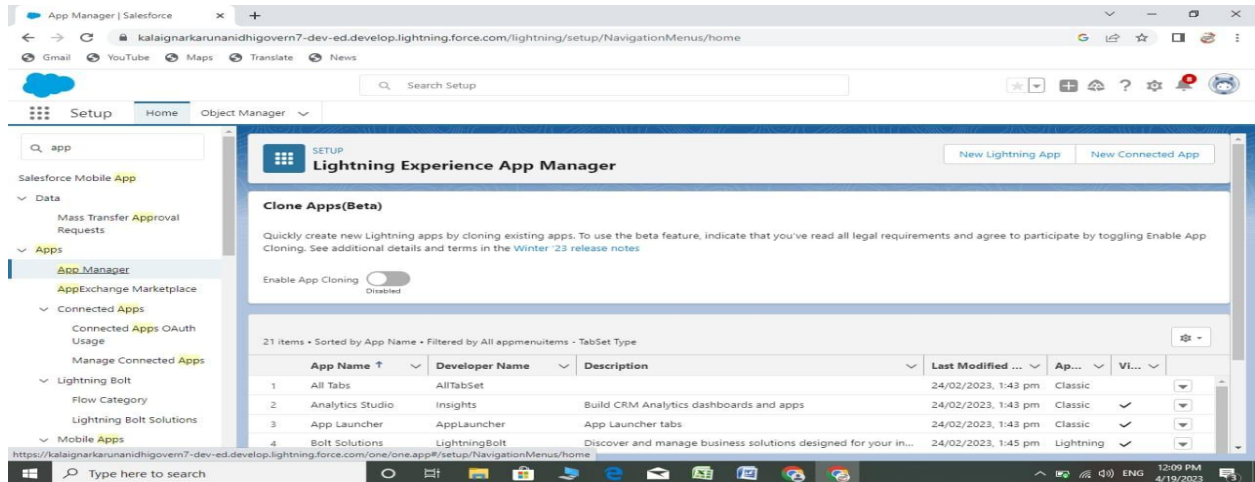 App Manager | Salesforce
kalaignarkarunanidhigovern7-dev-ed.develop.lightning.force.com/lightning/setup/NavigationMenus/home
Gmail YouTube Maps Translate News
Search Setup
Setup Home Object Manager
app
Salesforce Mobile App
Data
Mass Transfer Approval
Requests
Apps
App Manager
AppExchange Marketplace
Connected Apps
Connected Apps OAuth
Usage
Manage Connected Apps
Lightning Bolt
Flow Category
Lightning Bolt Solutions
Mobile Apps
SETUP
Lightning Experience App Manager
New Lightning App New Connected App
Clone Apps(Beta)
Quickly create new Lightning apps by cloning existing apps. To use the beta feature, indicate that you've read all legal requirements and agree to participate by toggling Enable App
Cloning. See additional details and terms in the Winter '23 release notes
Enable App Cloning
Disabled
21 items • Sorted by App Name • Filtered by All appmenuitems - TabSet Type
App Name Developer Name Description Last Modified ... Ap... Vi...
1 All Tabs AllTabSet 24/02/2023, 1:43 pm Classic
2 Analytics Studio Insights Build CRM Analytics dashboards and apps 24/02/2023, 1:43 pm Classic
3 App Launcher AppLauncher App Launcher tabs 24/02/2023, 1:43 pm Classic
4 Bolt Solutions LightningBolt Discover and manage business solutions designed for your in... 24/02/2023, 1:45 pm Lightning
https://kalaignarkarunanidhigovern7-dev-ed.develop.lightning.force.com/one/one.app#/setup/NavigationMenus/home
Type here to search
ENG
12:09 PM
4/19/2023